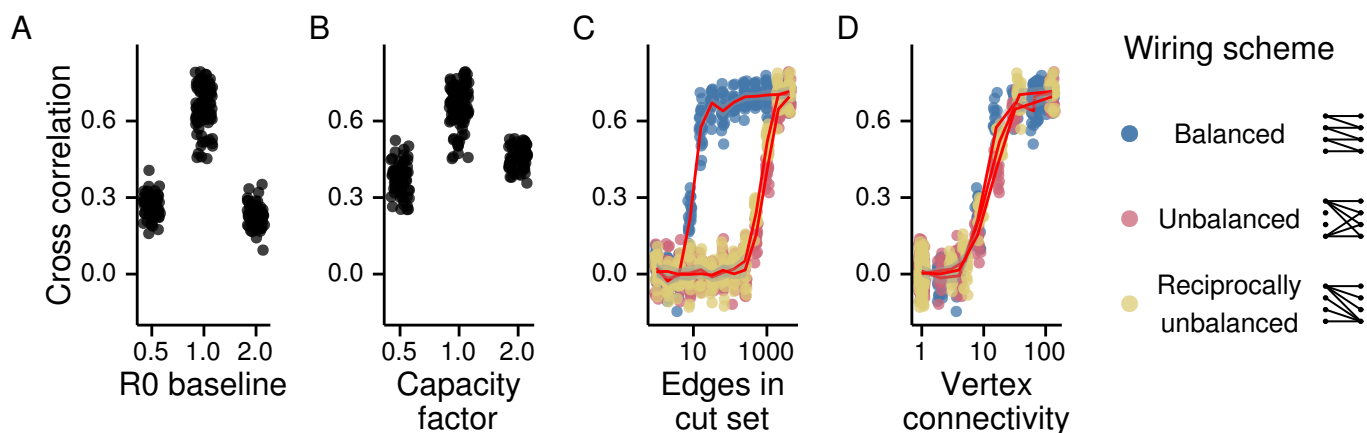 A
B
C
D
Cross correlation
0.6
0.3
0.0
0.5 1.0 2.0
R0 baseline
0.6
0.3
0.0
0.5 1.0 2.0
Capacity
factor
0.6
0.3
0.0
10 1000
Edges in
cut set
0.6
0.3
0.0
1 10 100
Vertex
connectivity
Wiring scheme
Balanced
Unbalanced
Reciprocally
unbalanced